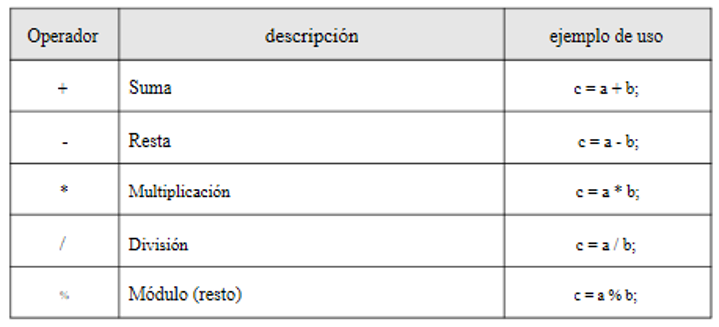 Operador descripción ejemplo de uso
+ Suma c = a + b;
- Resta c = a - b;
* Multiplicación c = a * b;
/ División c = a / b;
% Módulo (resto) c = a % b;